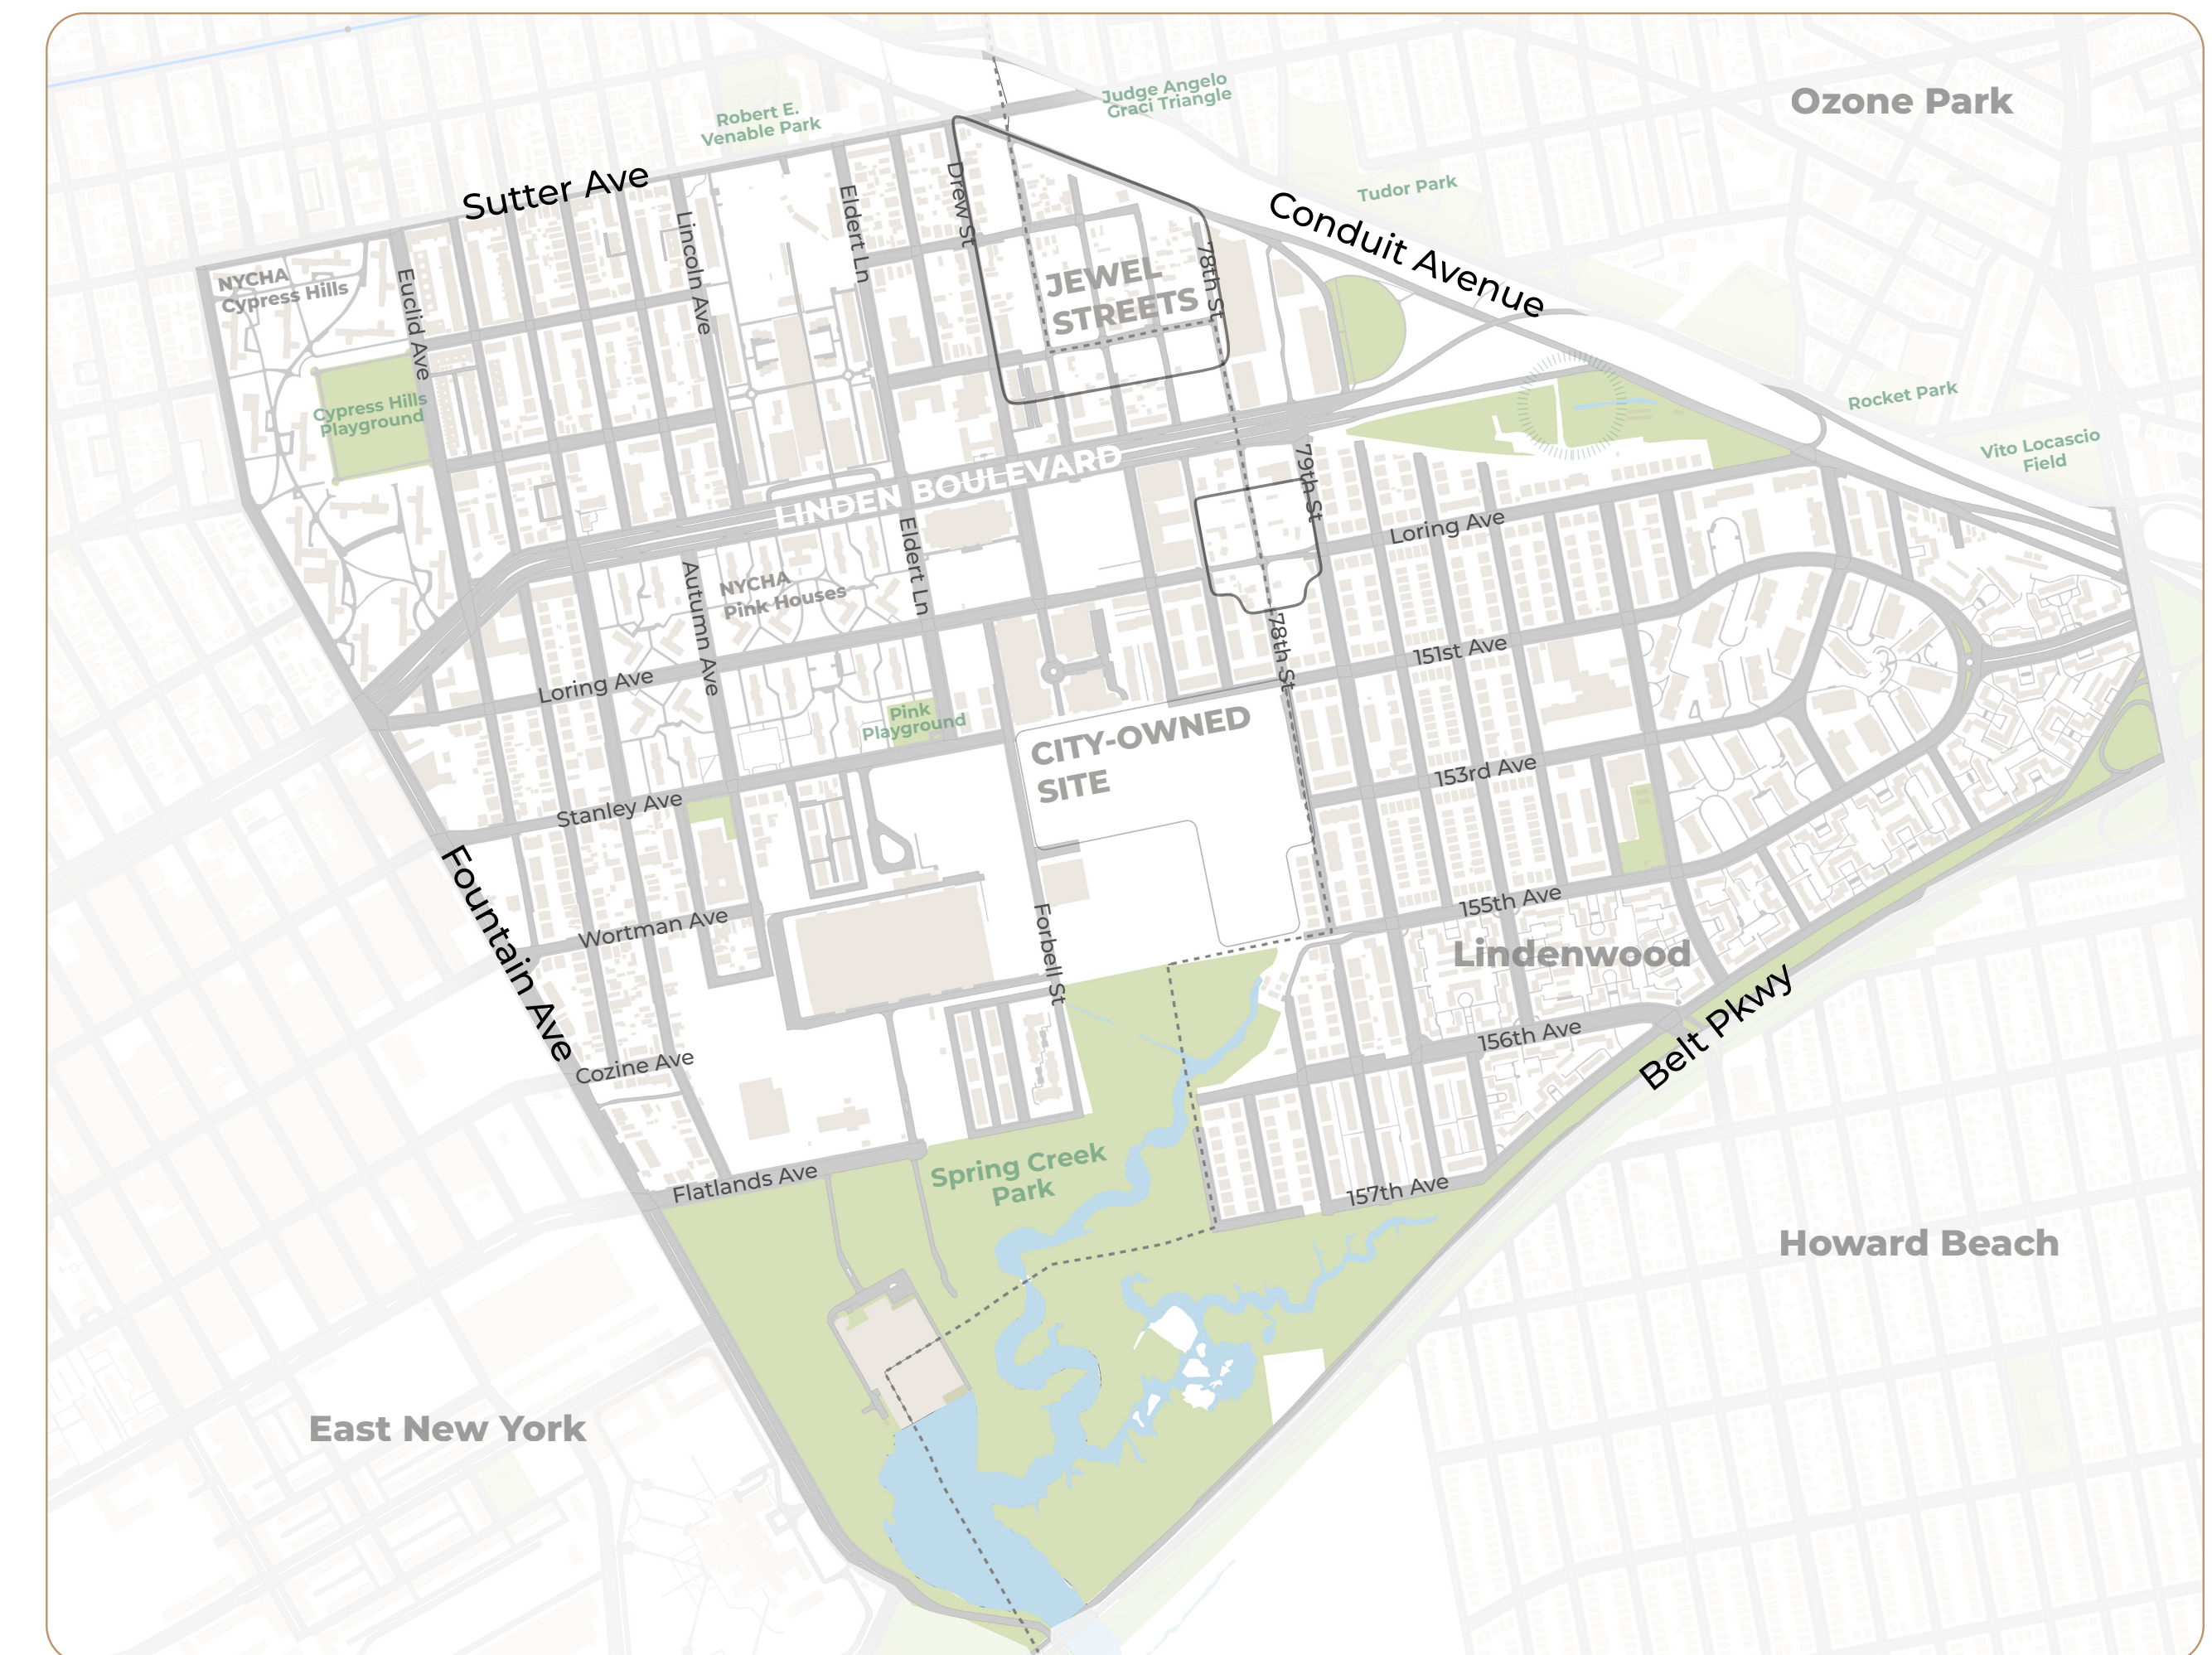 Judge Angelo
Graci Triangle
Ozone Park
Robert E.
Venable Park
Sutter Ave
Tudor Park
Conduit Avenue
Drew St
Eldert Ln
Lincoln Ave
78th St
JEWEL
STREETS
NYCHA
Cypress Hills
Euclid Ave
Cypress Hills
Playground
Rocket Park
Vito Locascio
Field
LINDEN BOULEVARD
79th St
Loring Ave
Eldert Ln
NYCHA
Pink Houses
Autumn Ave
78th St
151st Ave
Loring Ave
Pink
Playground
CITY-OWNED
SITE
153rd Ave
Stanley Ave
Fountain Ave
Wortman Ave
Forbell St
155th Ave
Lindenwood
156th Ave
Belt Pkwy
Cozine Ave
Spring Creek
Park
Flatlands Ave
157th Ave
Howard Beach
East New York